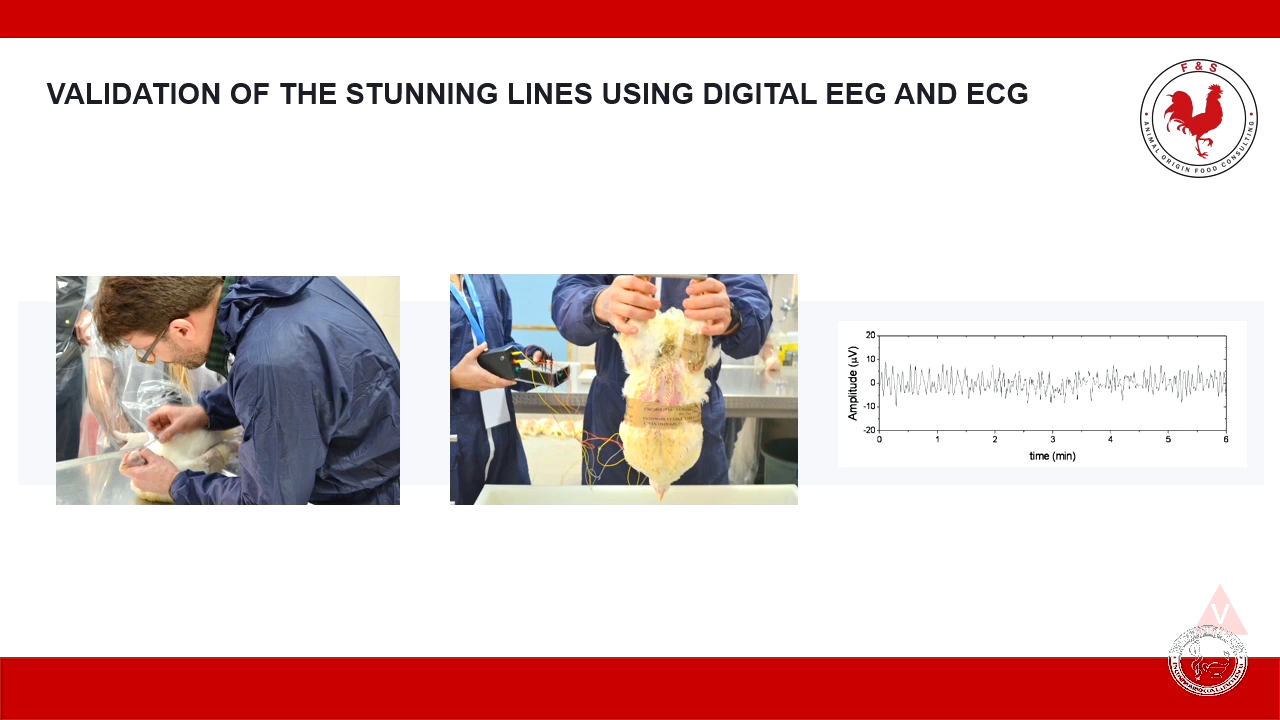 VALIDATION OF THE STUNNING LINES USING DIGITAL EEG AND ECG
F & S
ANIMAL ORIGIN FOOD CONSULTING
Amplitude (µV)
20
10
0
-10
-20
0 1 2 3 4 5 6
time (min)
V